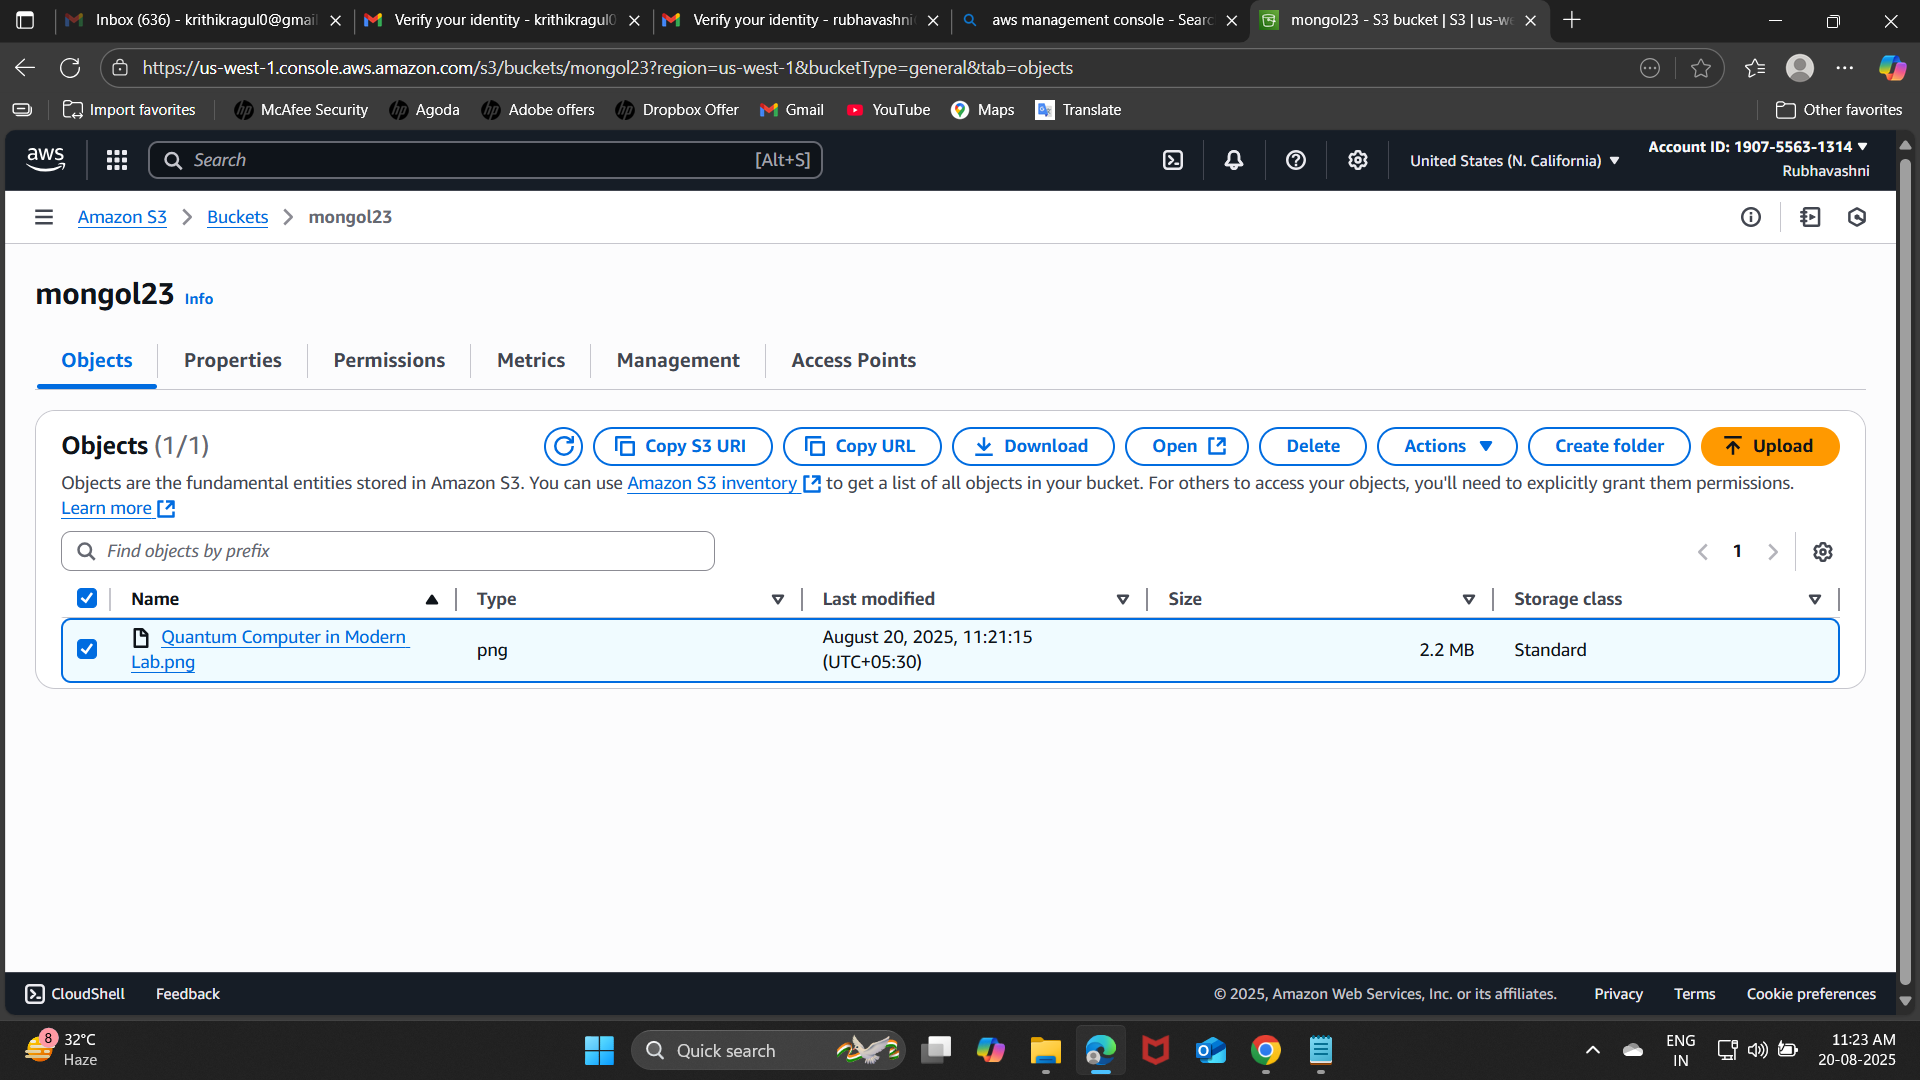 Inbox (636) - krithikragul0@gmail
Verify your identity - krithikragul0
Verify your identity - rubhavashni
aws management console - Searc
mongol23 - S3 bucket | S3 | us-we
https://us-west-1.console.aws.amazon.com/s3/buckets/mongol23?region=us-west-1&bucketType=general&tab=objects
Import favorites
McAfee Security
Agoda
Adobe offers
Dropbox Offer
Gmail
YouTube
Maps
Translate
Other favorites
aws
Search
[Alt+S]
United States (N. California)
Account ID: 1907-5563-1314
Rubhavashni
Amazon S3
Buckets
mongol23
mongol23 Info
Objects
Properties
Permissions
Metrics
Management
Access Points
Objects (1/1)
Copy S3 URI
Copy URL
Download
Open
Delete
Actions
Create folder
Upload
Objects are the fundamental entities stored in Amazon S3. You can use Amazon S3 inventory to get a list of all objects in your bucket. For others to access your objects, you'll need to explicitly grant them permissions.
Learn more
Find objects by prefix
1
Name
Type
Last modified
Size
Storage class
Quantum Computer in Modern
Lab.png
png
August 20, 2025, 11:21:15
(UTC+05:30)
2.2 MB
Standard
CloudShell
Feedback
© 2025, Amazon Web Services, Inc. or its affiliates.
Privacy
Terms
Cookie preferences
8
32°C
Haze
Quick search
ENG
IN
11:23 AM
20-08-2025